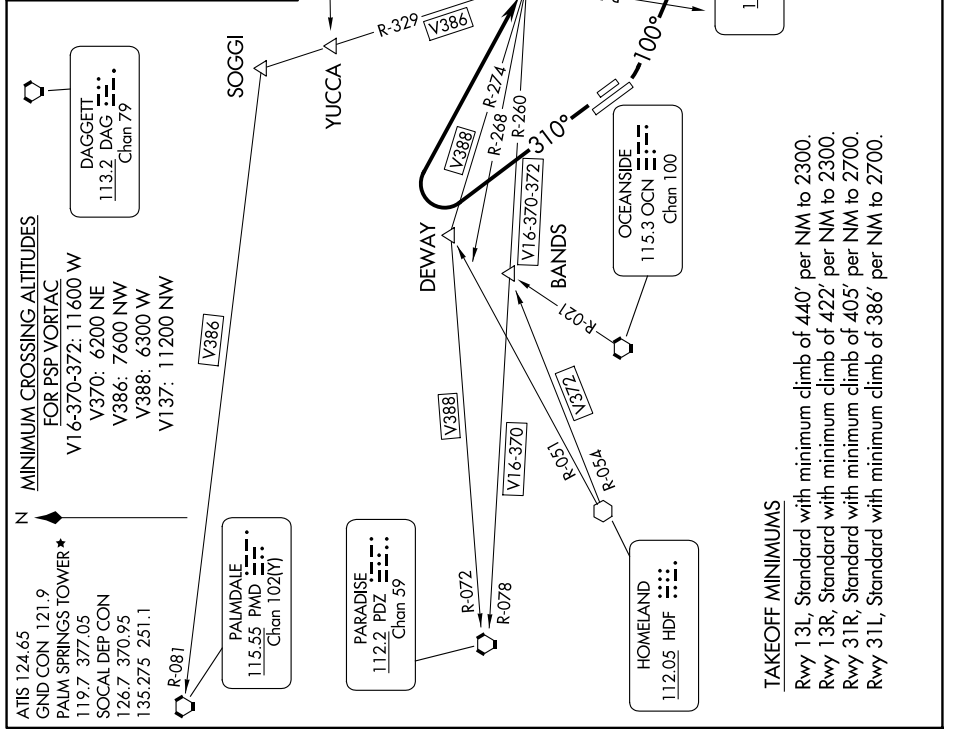 ATIS 124.65
GND CON 121.9
PALM SPRINGS TOWER★
119.7 377.05
SOCAL DEP CON
126.7 370.95
135.275 251.1
N
MINIMUM CROSSING ALTITUDES
FOR PSP VORTAC
V16-370-372: 11600 W
V370: 6200 NE
V386: 7600 NW
V388: 6300 W
V137: 11200 NW
DAGGETT
113.2 DAG
Chan 79
SOGGI
YUCCA
R-329
V386
V386
R-081
PALMDALE
115.55 PMD
Chan 102(Y)
PARADISE
112.2 PDZ
Chan 59
R-072
R-078
V388
V16-370
DEWAY
V388
R-274
R-268
R-260
310°
100°
V16-370-372
BANDS
OCEANSIDE
115.3 OCN
Chan 100
R-021
V372
R-051
R-054
HOMELAND
112.05 HDF
1
TAKEOFF MINIMUMS
Rwy 13L, Standard with minimum climb of 440' per NM to 2300.
Rwy 13R, Standard with minimum climb of 422' per NM to 2300.
Rwy 31R, Standard with minimum climb of 405' per NM to 2700.
Rwy 31L, Standard with minimum climb of 386' per NM to 2700.